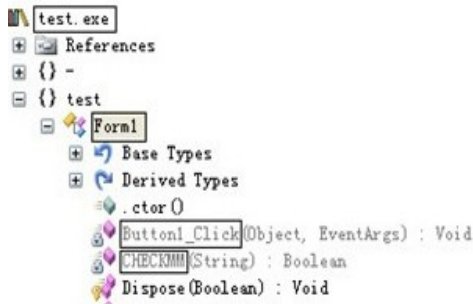 test.exe
References
{} -
{} test
Form1
Base Types
Derived Types
.ctor()
Button1_Click(Object, EventArgs) : Void
CHECKMM(String) : Boolean
Dispose(Boolean) : Void